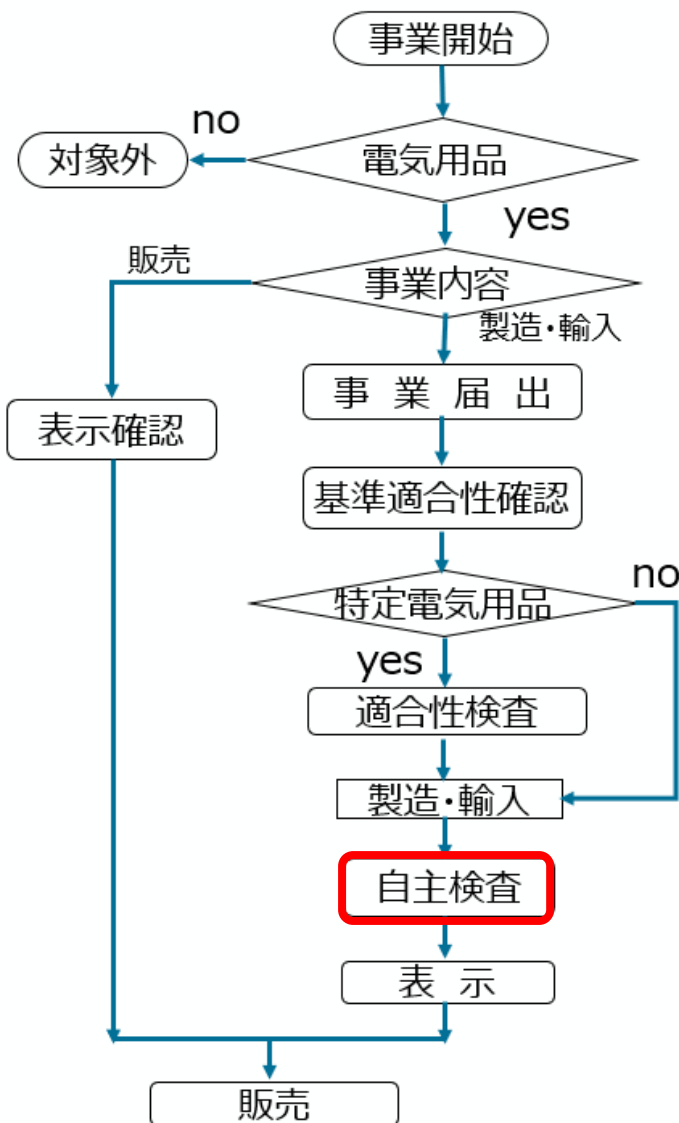 事業開始
no
対象外
電気用品
yes
販売
事業内容
製造・輸入
事 業 届 出
表示確認
基準適合性確認
no
特定電気用品
yes
適合性検査
製造・輸入
自主検査
表 示
販売